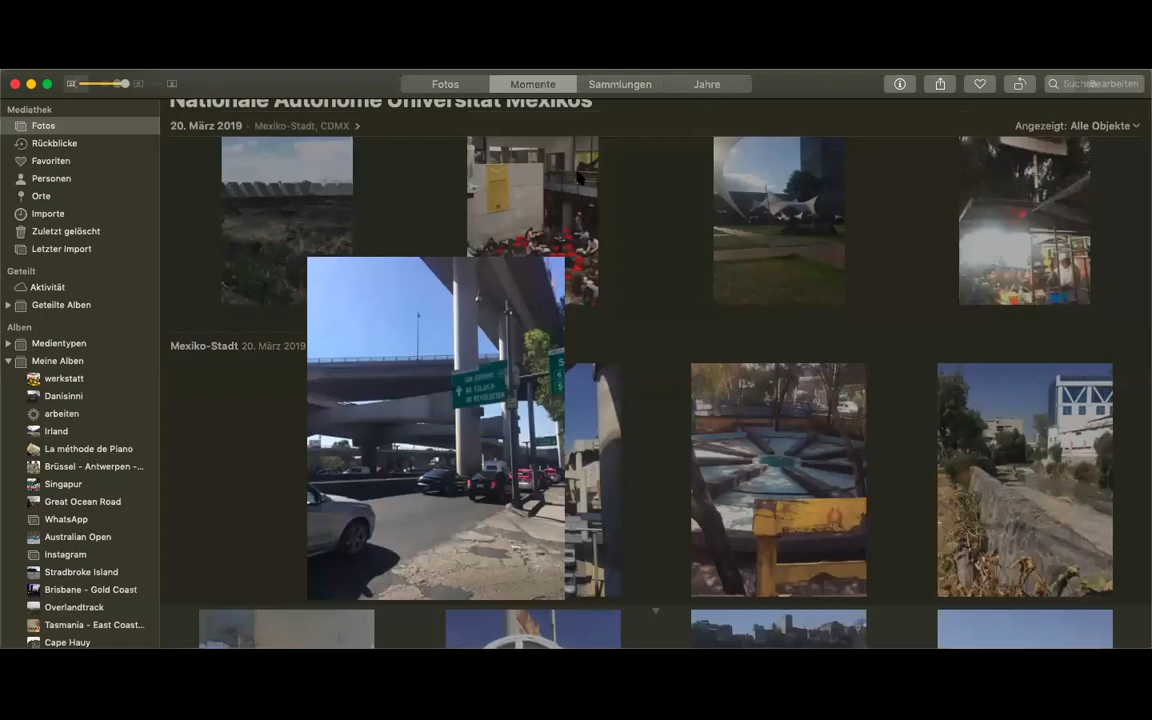 Fotos
Momente
Sammlungen
Jahre
Mediathek
Nationale Autonome Universität Mexikos
Fotos
20. März 2019 · Mexiko-Stadt, CDMX
Angezeigt: Alle Objekte
Rückblicke
Favoriten
Personen
Orte
Importe
Zuletzt gelöscht
Letzter Import
Geteilt
Aktivität
Geteilte Alben
Alben
Medientypen
Mexiko-Stadt 20. März 2019
Meine Alben
werkstatt
Danisinni
arbeiten
Irland
La méthode de Piano
Brüssel - Antwerpen -...
Singapur
Great Ocean Road
WhatsApp
Australian Open
Instagram
Stradbroke Island
Brisbane - Gold Coast
Overlandtrack
Tasmania - East Coast...
Cape Hauy